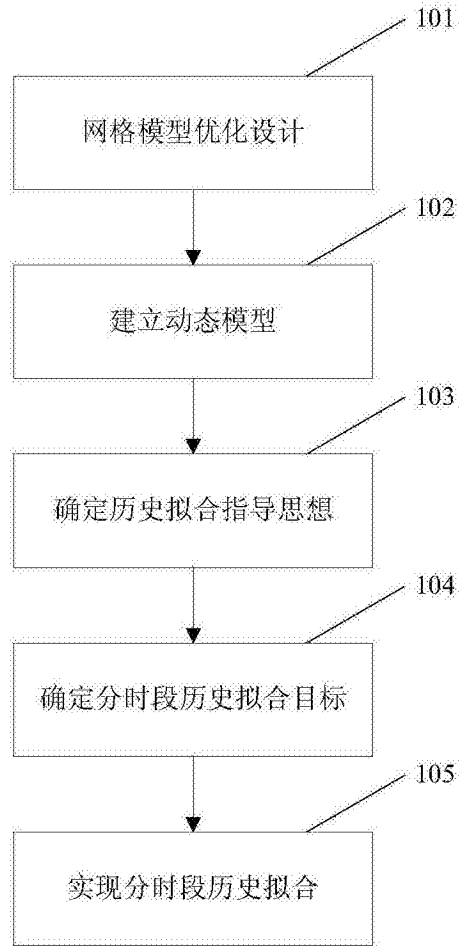 101
网格模型优化设计
102
建立动态模型
103
确定历史拟合指导思想
104
确定分时段历史拟合目标
105
实现分时段历史拟合